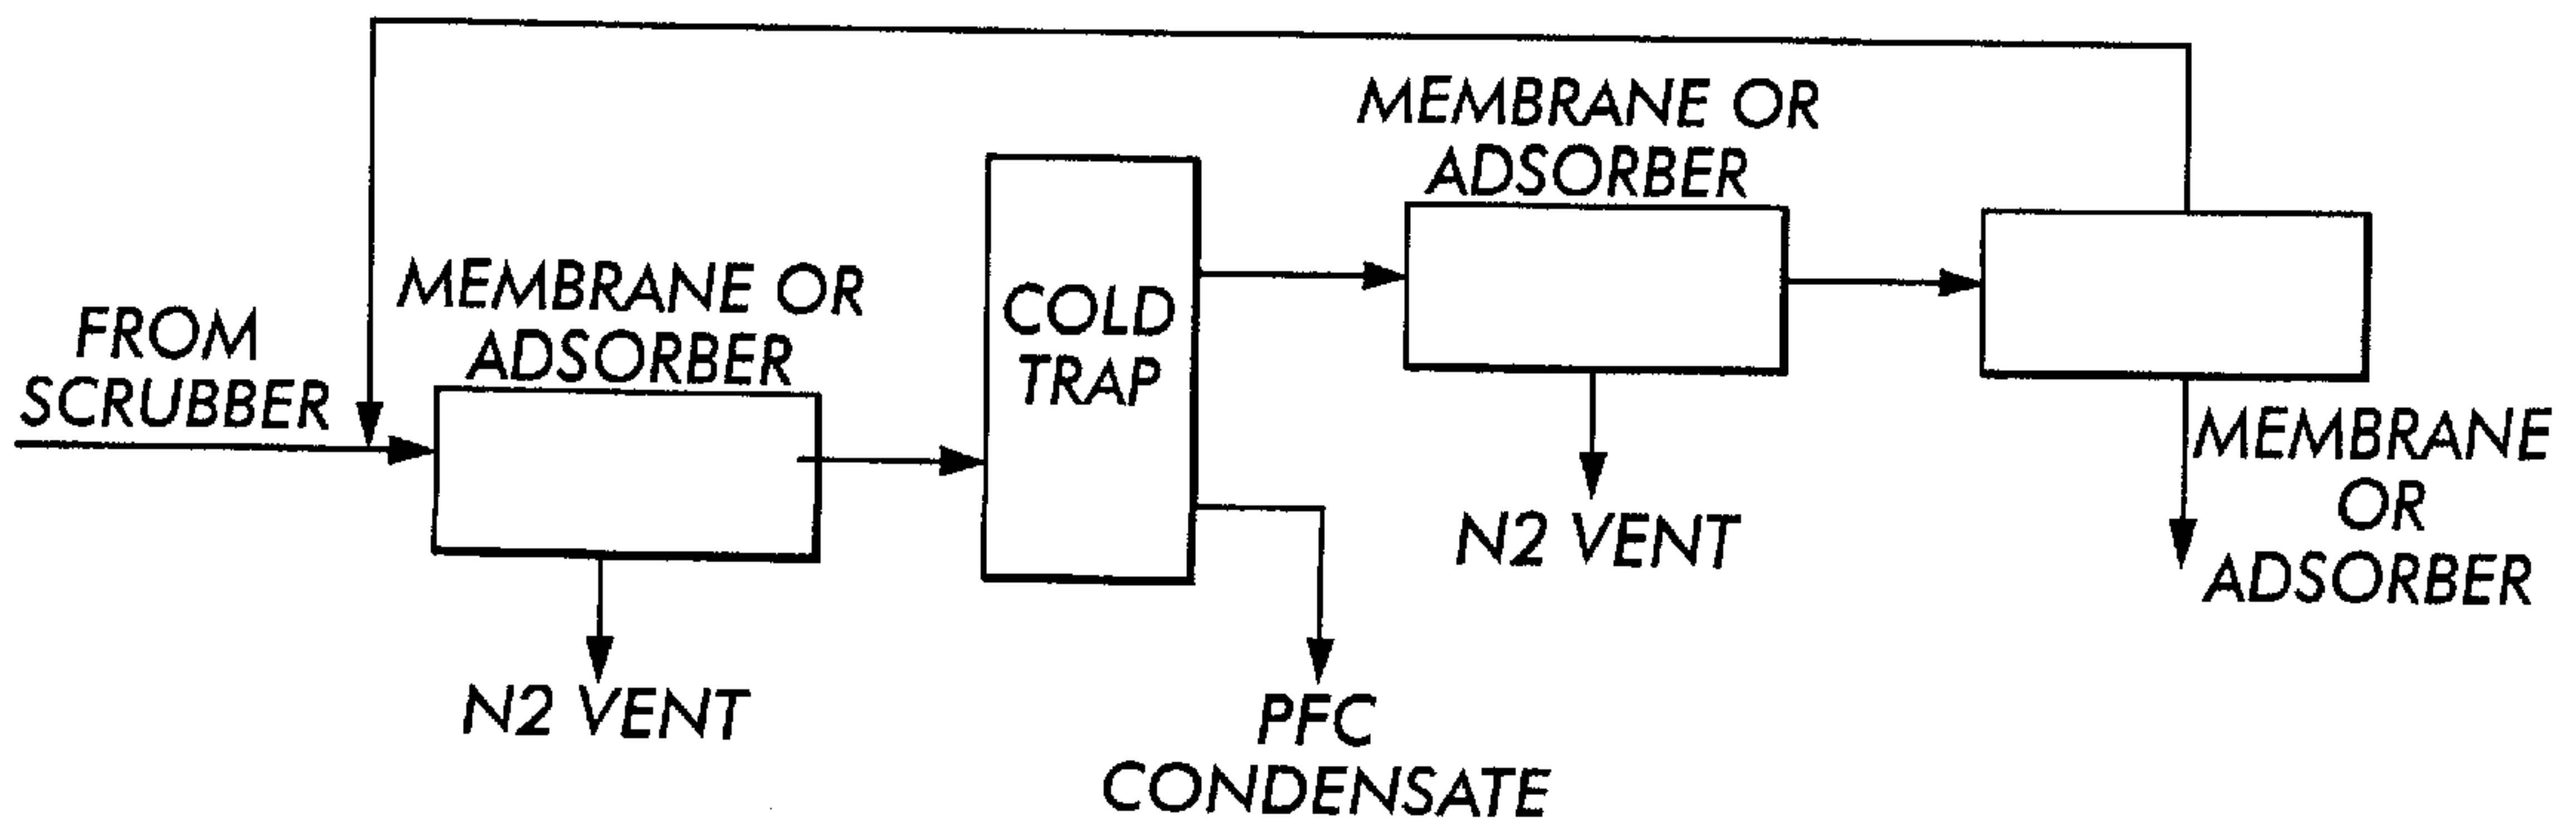 FROM
SCRUBBER
MEMBRANE OR
ADSORBER
N2 VENT
COLD
TRAP
PFC
CONDENSATE
MEMBRANE OR
ADSORBER
N2 VENT
MEMBRANE
OR
ADSORBER